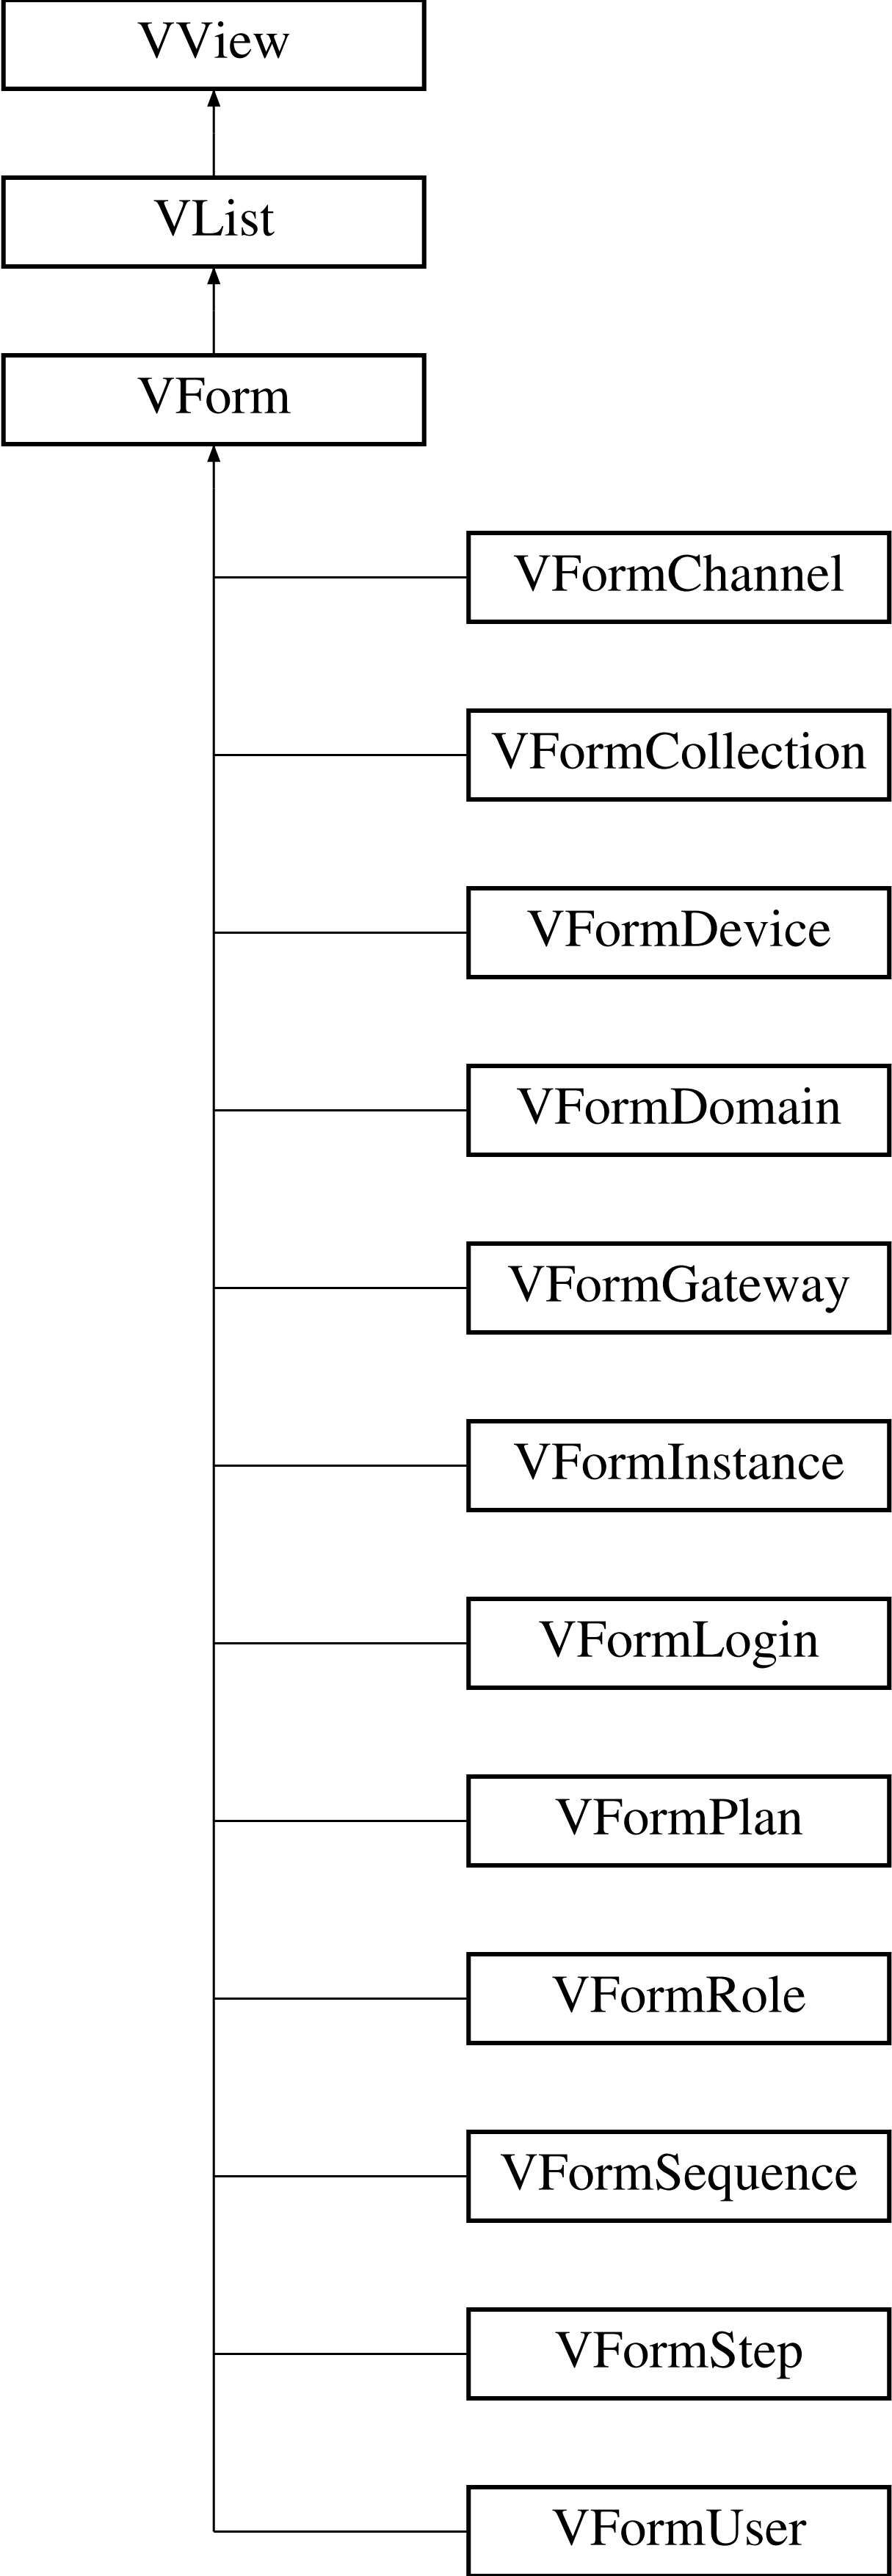 VView
VList
VForm
VFormChannel
VFormCollection
VFormDevice
VFormDomain
VFormGateway
VFormInstance
VFormLogin
VFormPlan
VFormRole
VFormSequence
VFormStep
VFormUser